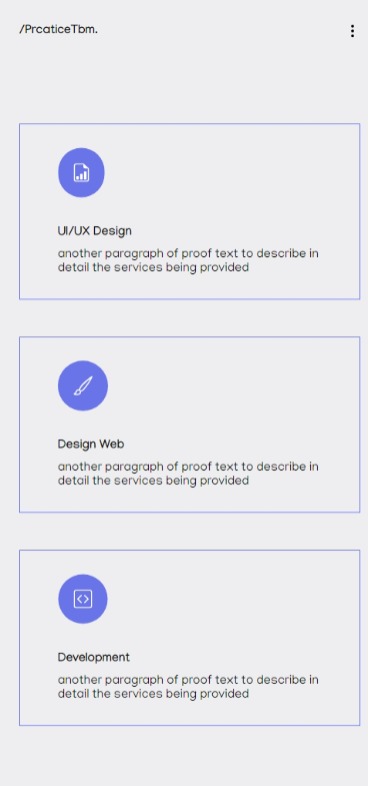 /PrcaticeTbm.
UI/UX Design
another paragraph of proof text to describe in
detail the services being provided
Design Web
another paragraph of proof text to describe in
detail the services being provided
Development
another paragraph of proof text to describe in
detail the services being provided